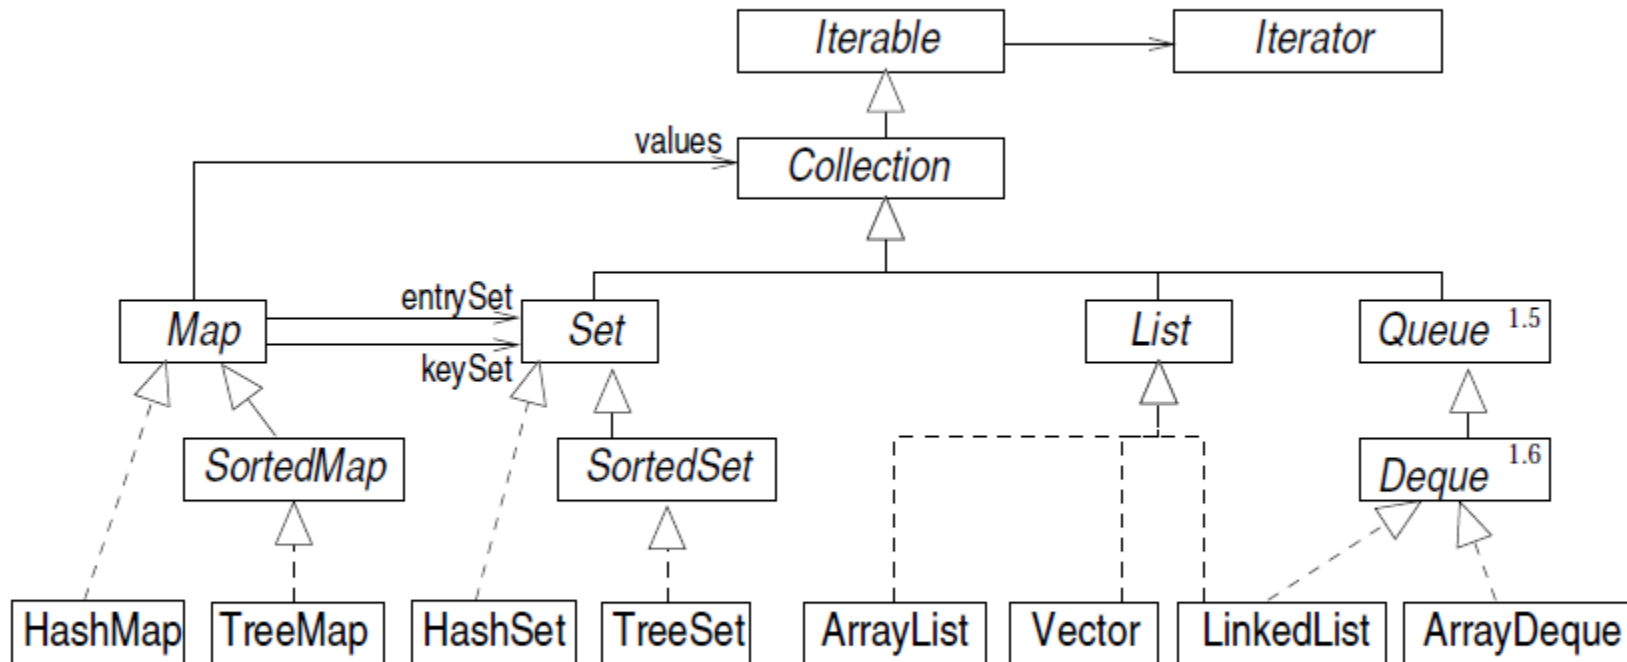 Iterable
Iterator
values
Collection
entrySet
Map
Set
List
Queue 1.5
keySet
SortedMap
SortedSet
Deque 1.6
HashMap
TreeMap
HashSet
TreeSet
ArrayList
Vector
LinkedList
ArrayDeque